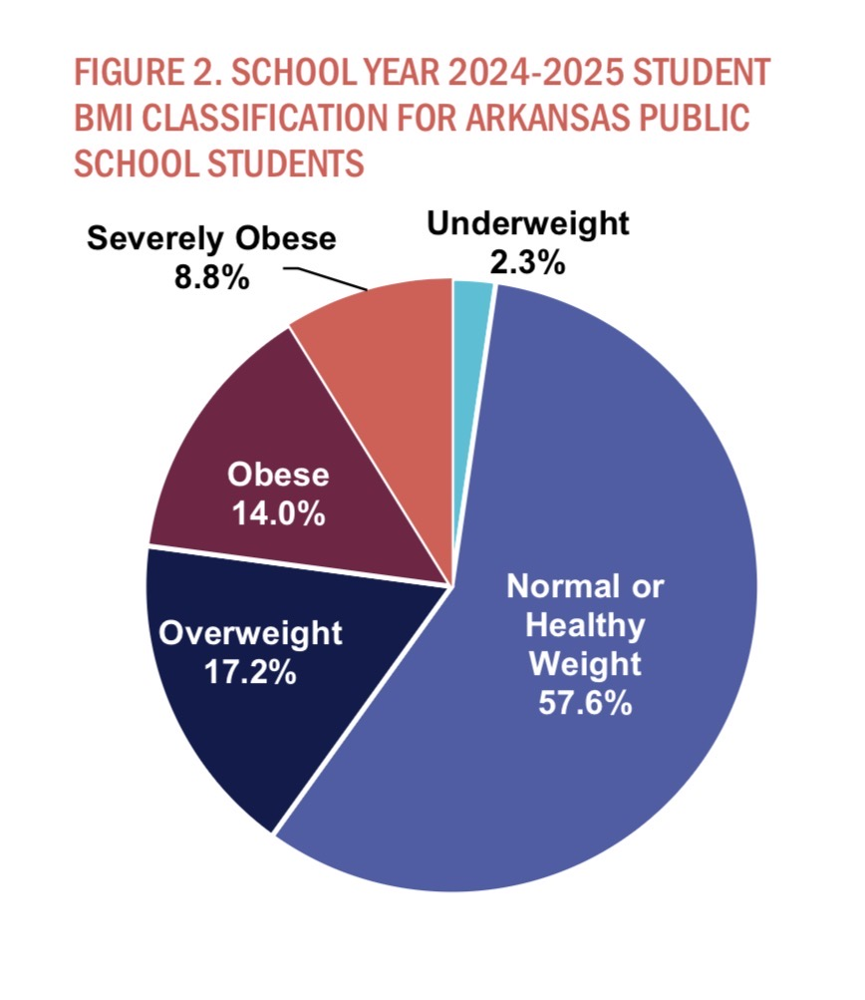 FIGURE 2. SCHOOL YEAR 2024-2025 STUDENT
BMI CLASSIFICATION FOR ARKANSAS PUBLIC
SCHOOL STUDENTS
Severely Obese
8.8%
Underweight
2.3%
Obese
14.0%
Normal or
Healthy
Weight
57.6%
Overweight
17.2%